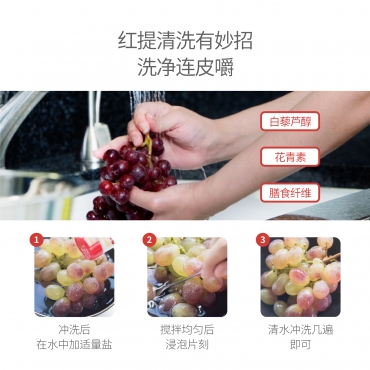 红提清洗有妙招
洗净连皮嚼
白藜芦醇
花青素
膳食纤维
1
2
3
冲洗后
在水中加适量盐
搅拌均匀后
浸泡片刻
清水冲洗几遍
即可